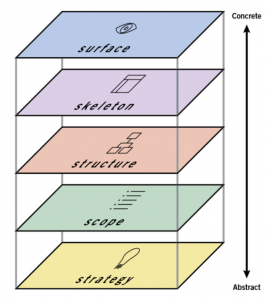 Concrete
surface
skeleton
structure
scope
strategy
Abstract